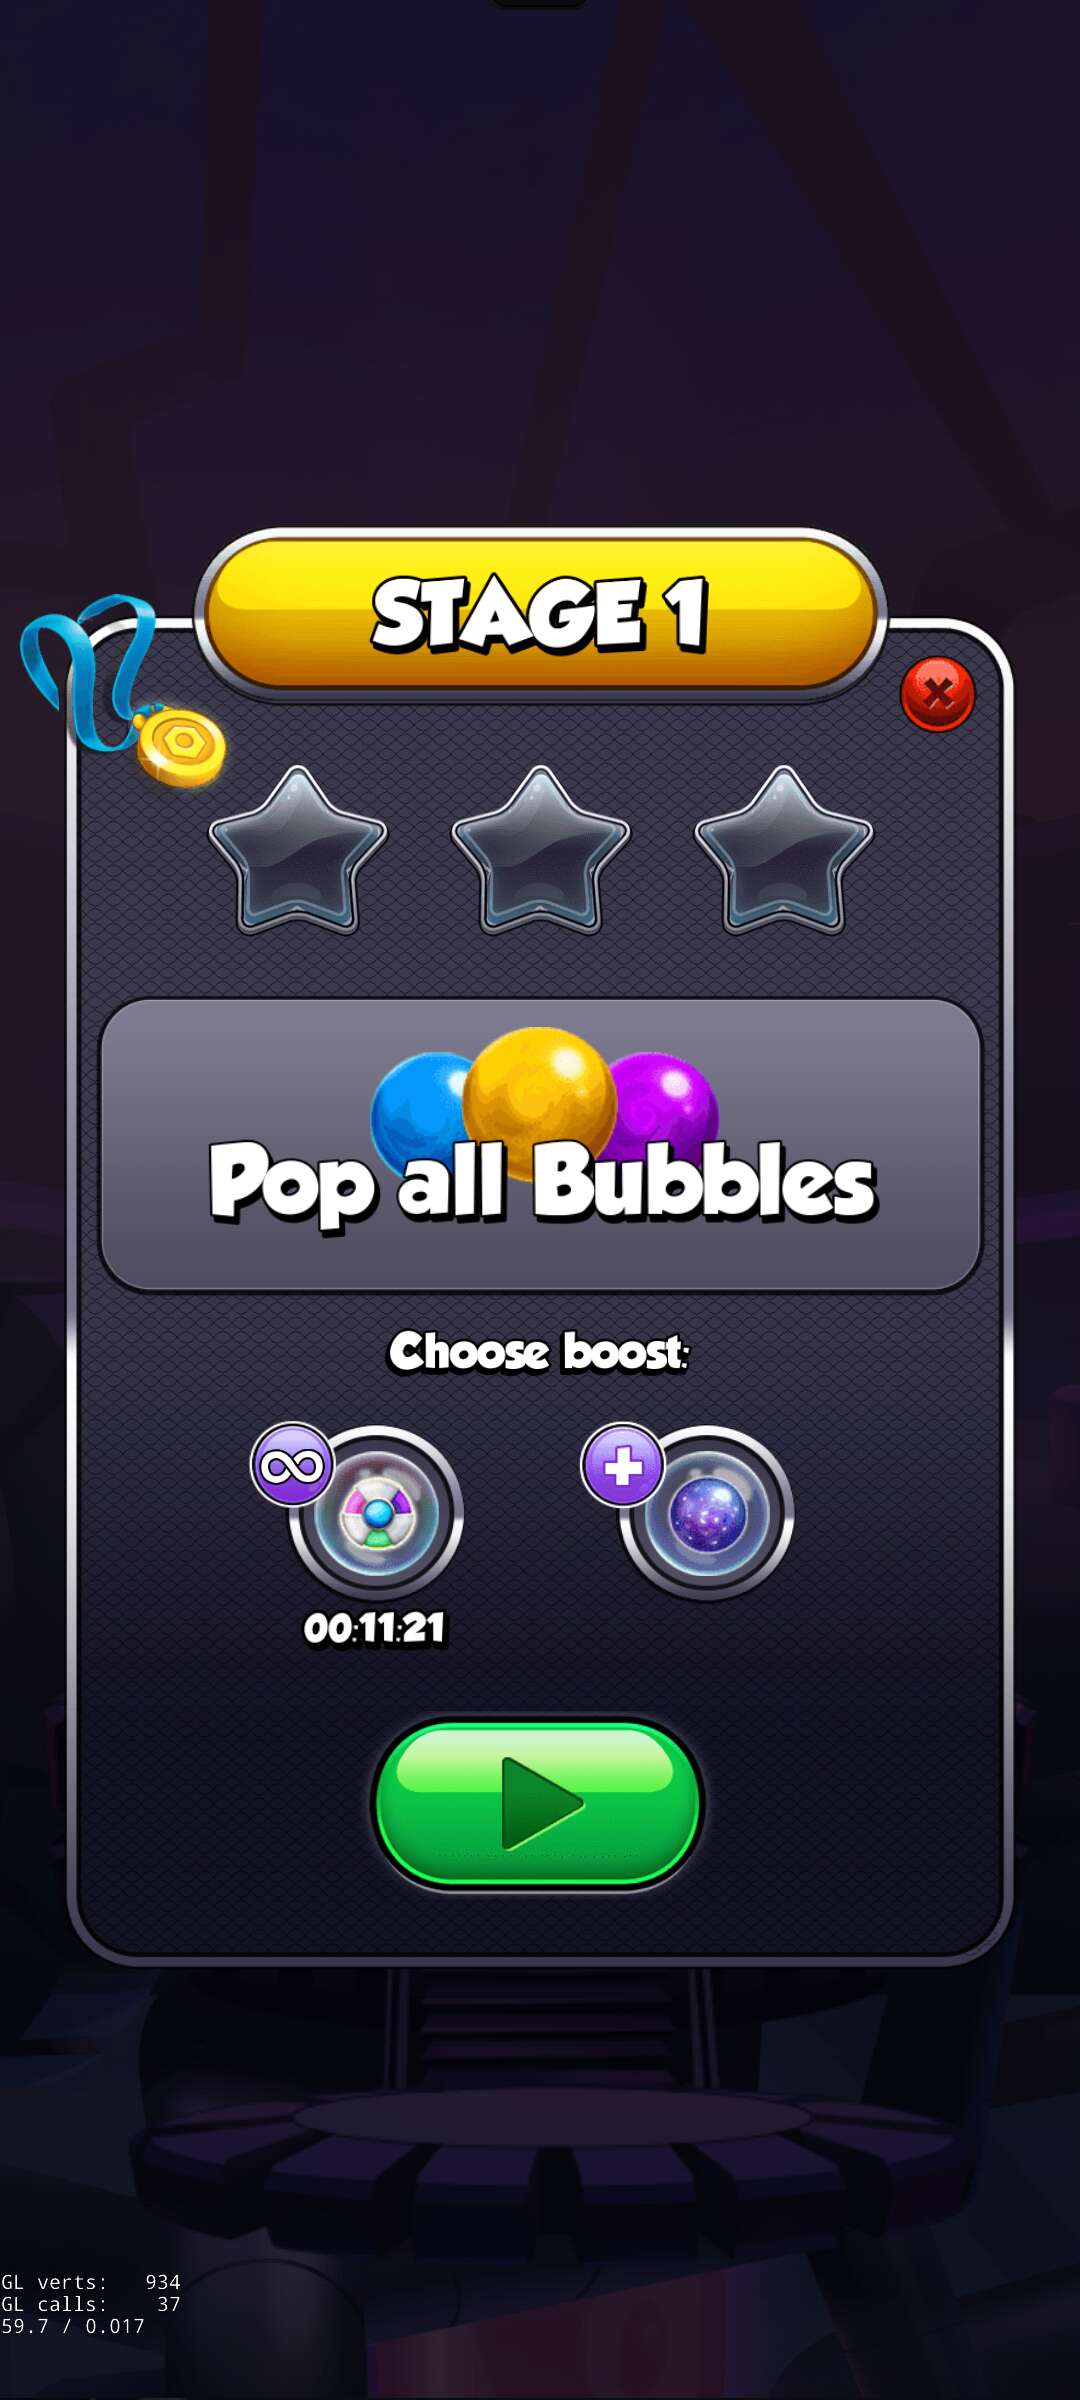 STAGE 1
Pop all Bubbles
Choose boost:
00:11:21
GL verts: 934
GL calls: 37
59.7 / 0.017